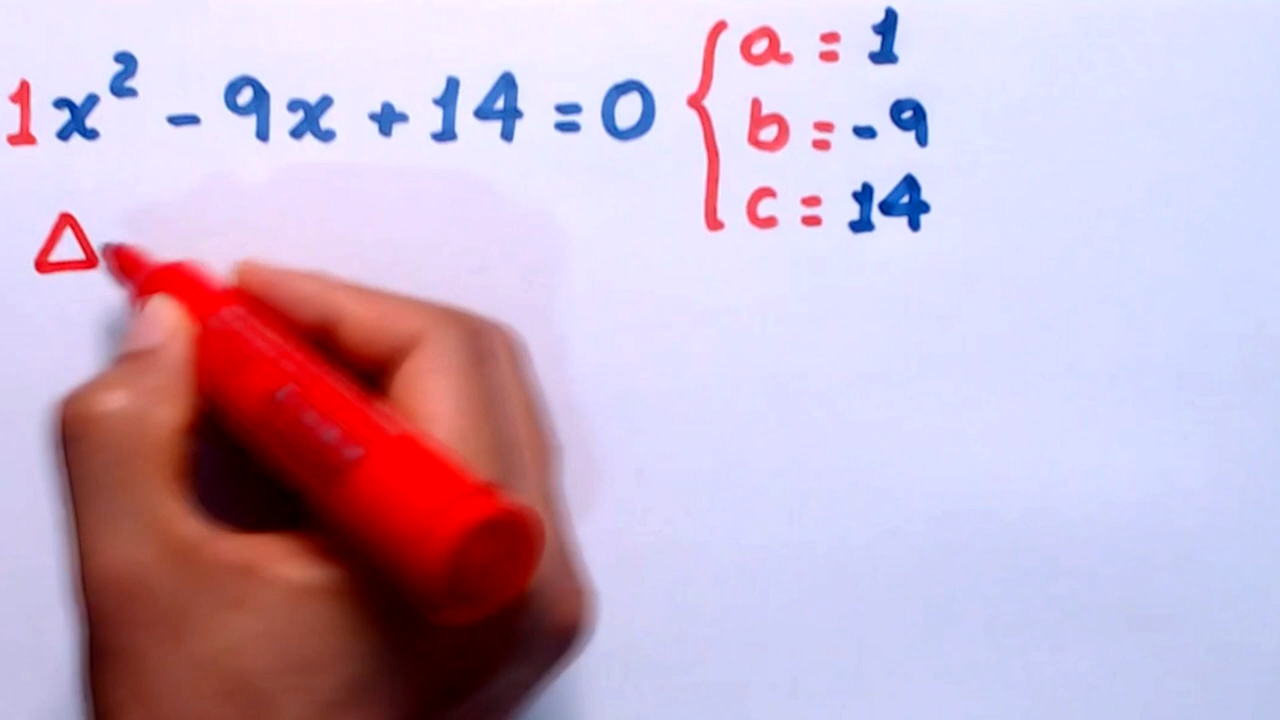 1x² - 9x + 14 = 0
a = 1
b = -9
c = 14
Δ